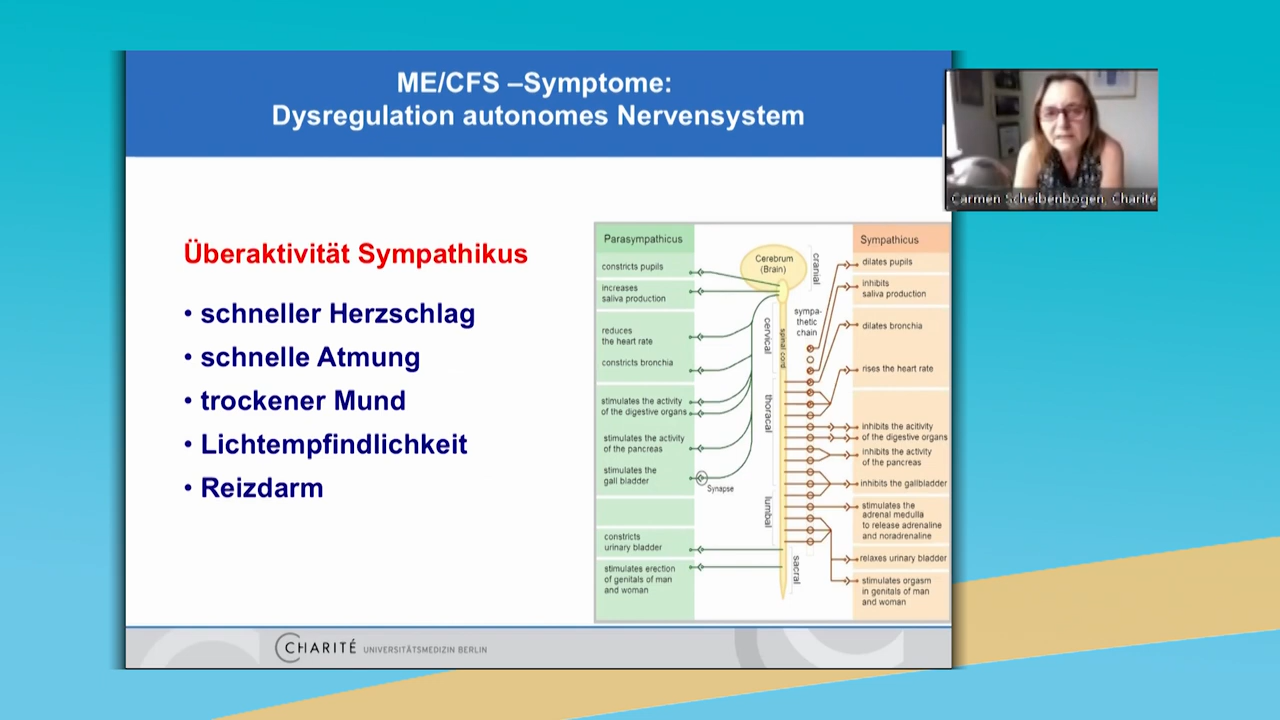 ME/CFS –Symptome:
Dysregulation autonomes Nervensystem
Carmen Scheibenbogen, Charité
Überaktivität Sympathikus
• schneller Herzschlag
• schnelle Atmung
• trockener Mund
• Lichtempfindlichkeit
• Reizdarm
Parasympathicus
constricts pupils
increases
saliva production
reduces
the heart rate
constricts bronchia
stimulates the activity
of the digestive organs
stimulates the activity
of the pancreas
stimulates the
gall bladder
constricts
urinary bladder
stimulates erection
of genitals of man
and woman
Cerebrum
(Brain)
cranial
cervical
spinal cord
sympa-
thetic
chain
thoracal
Synapse
lumbal
sacral
Sympathicus
dilates pupils
inhibits
saliva production
dilates bronchia
rises the heart rate
inhibits the acitivity
of the digestive organs
inhibits the activity
of the pancreas
inhibits the gallbladder
stimulates the
adrenal medulla
to release adrenaline
and noradrenaline
relaxes urinary bladder
stimulates orgasm
in genitals of man
and woman
CHARITÉ UNIVERSITÄTSMEDIZIN BERLIN